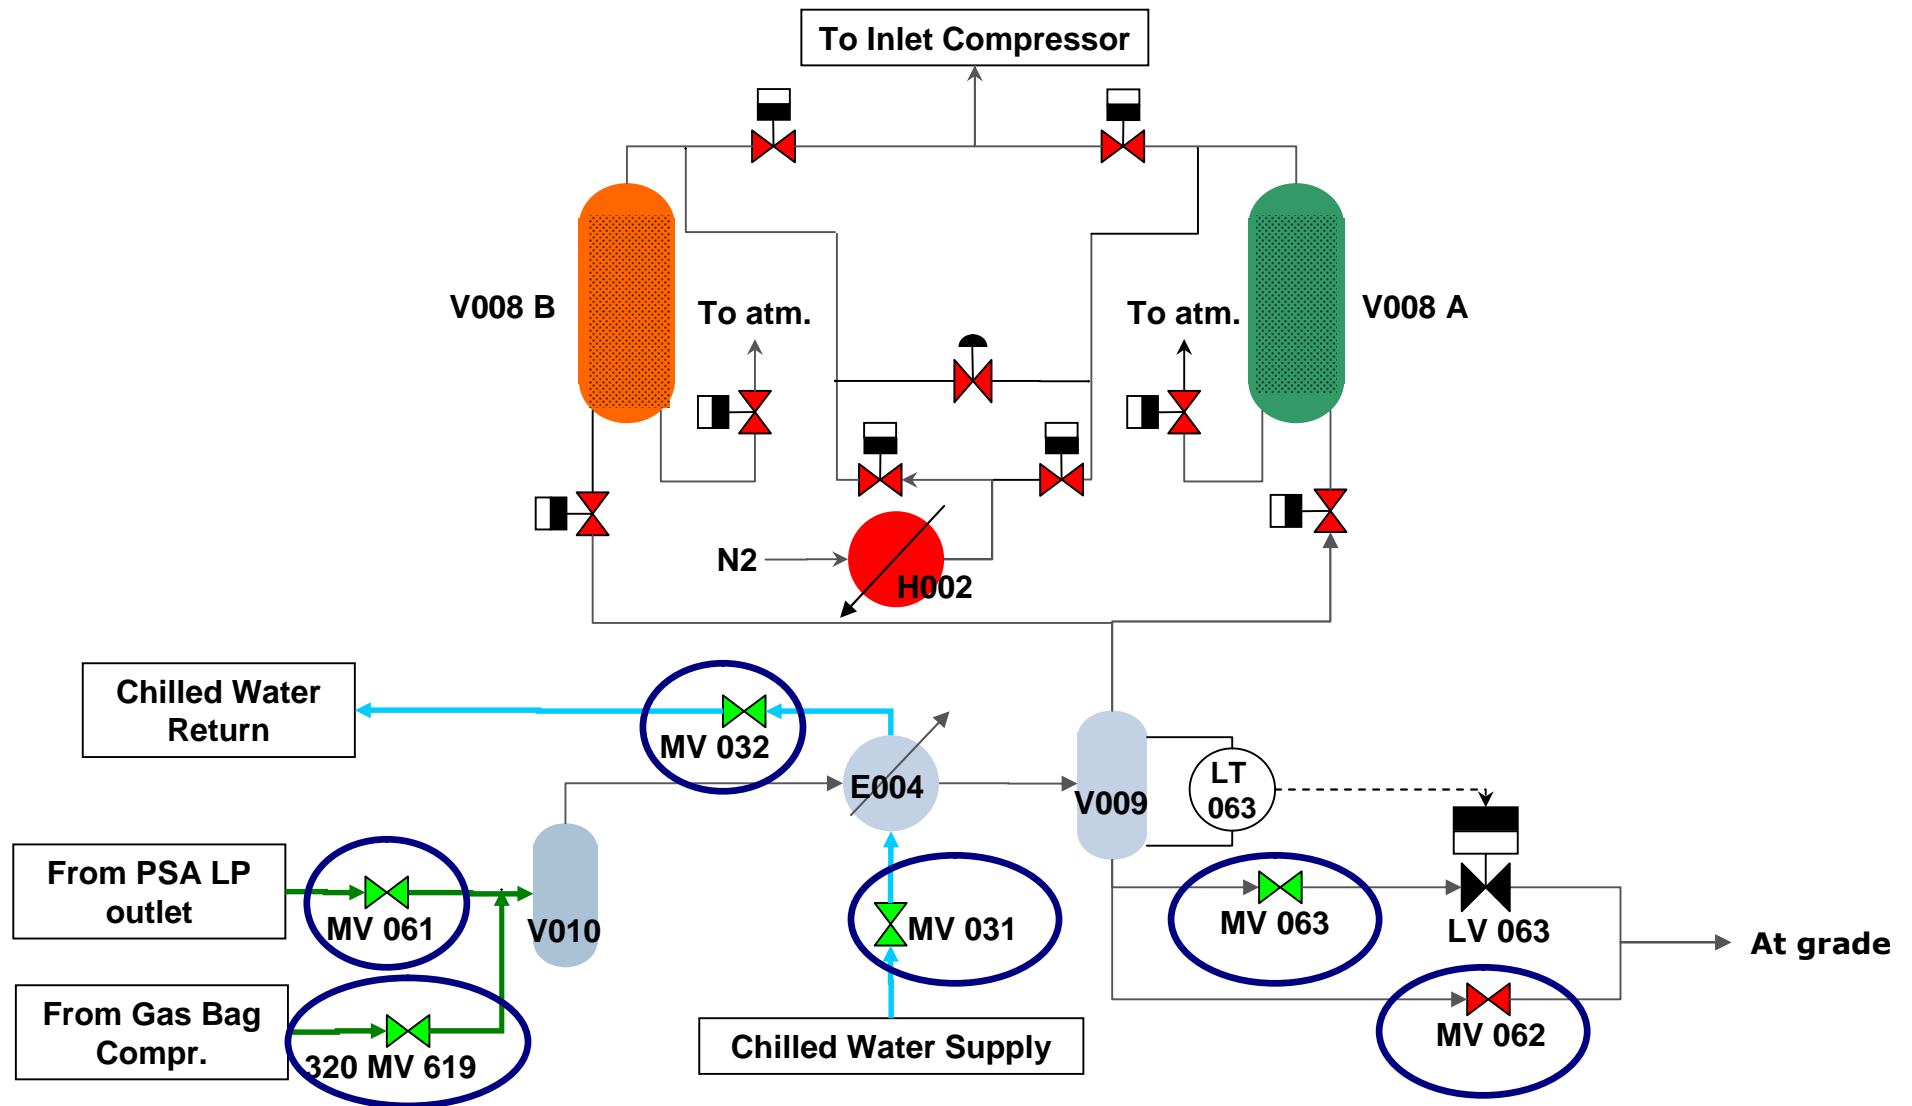 To Inlet Compressor
V008 B
To atm.
To atm.
V008 A
N2
H002
Chilled Water
Return
MV 032
E004
V009
LT
063
From PSA LP
outlet
MV 061
V010
MV 031
MV 063
LV 063
At grade
From Gas Bag
Compr.
320 MV 619
Chilled Water Supply
MV 062